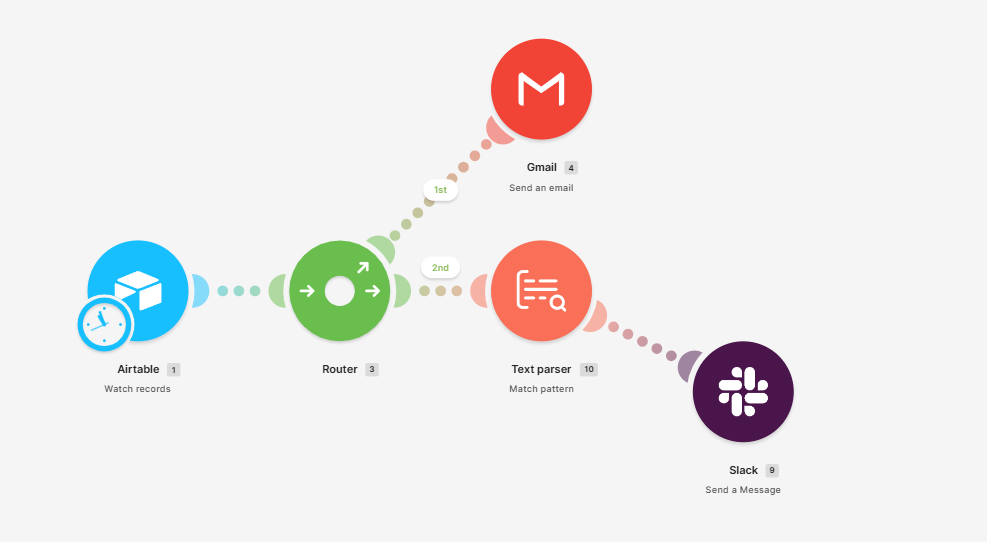 Gmail 4
Send an email
1st
2nd
Airtable 1
Watch records
Router 3
Text parser 10
Match pattern
Slack 9
Send a Message